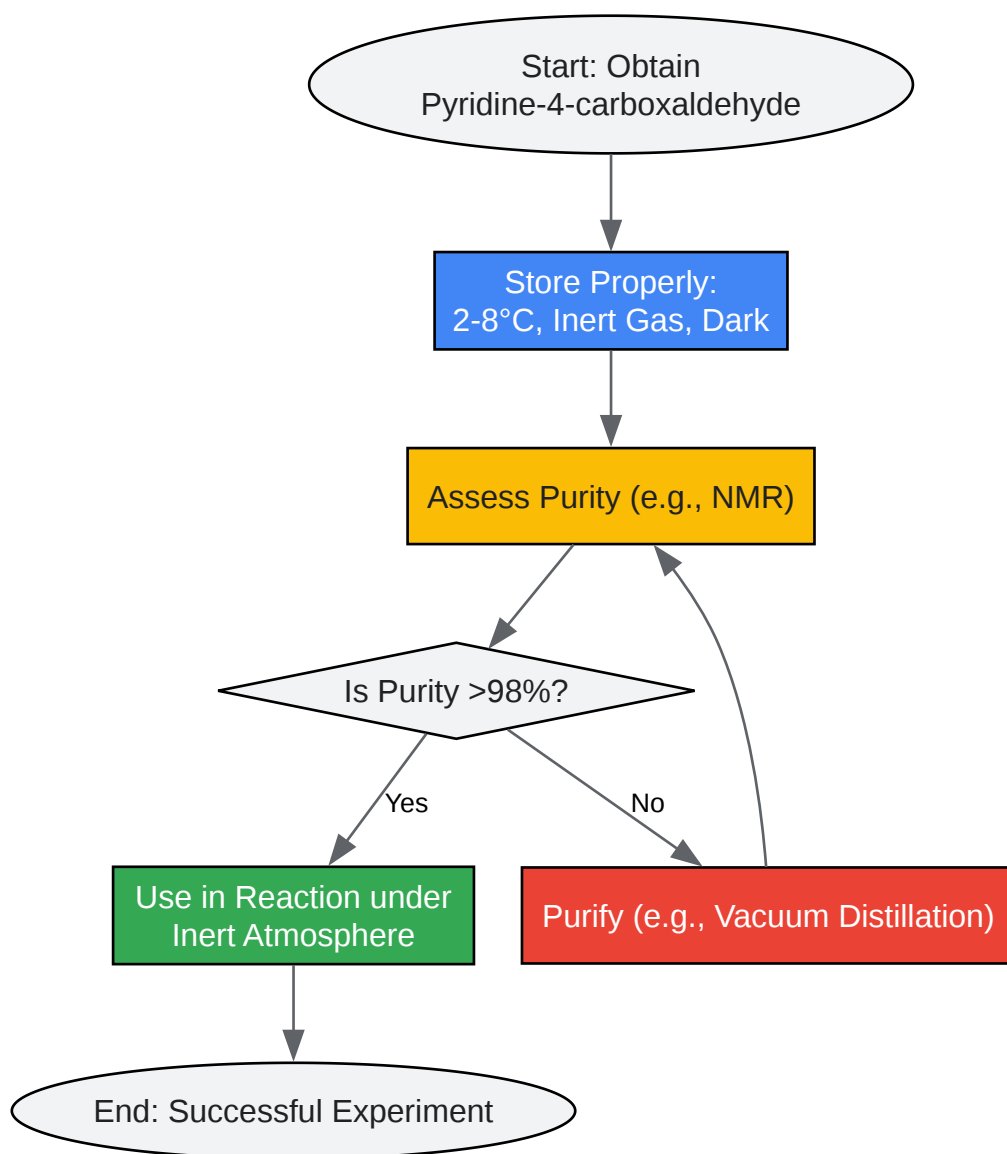 Start: Obtain
Pyridine-4-carboxaldehyde
Store Properly:
2-8°C, Inert Gas, Dark
Assess Purity (e.g., NMR)
Is Purity >98%?
Yes
No
Use in Reaction under
Inert Atmosphere
Purify (e.g., Vacuum Distillation)
End: Successful Experiment